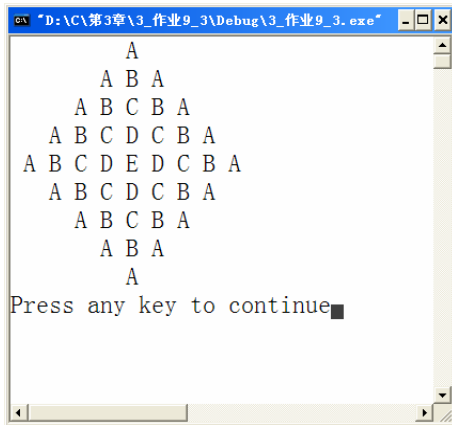 "D:\C\第3章\3_作业9_3\Debug\3_作业9_3.exe"
A
A B A
A B C B A
A B C D C B A
A B C D E D C B A
A B C D C B A
A B C B A
A B A
A
Press any key to continue